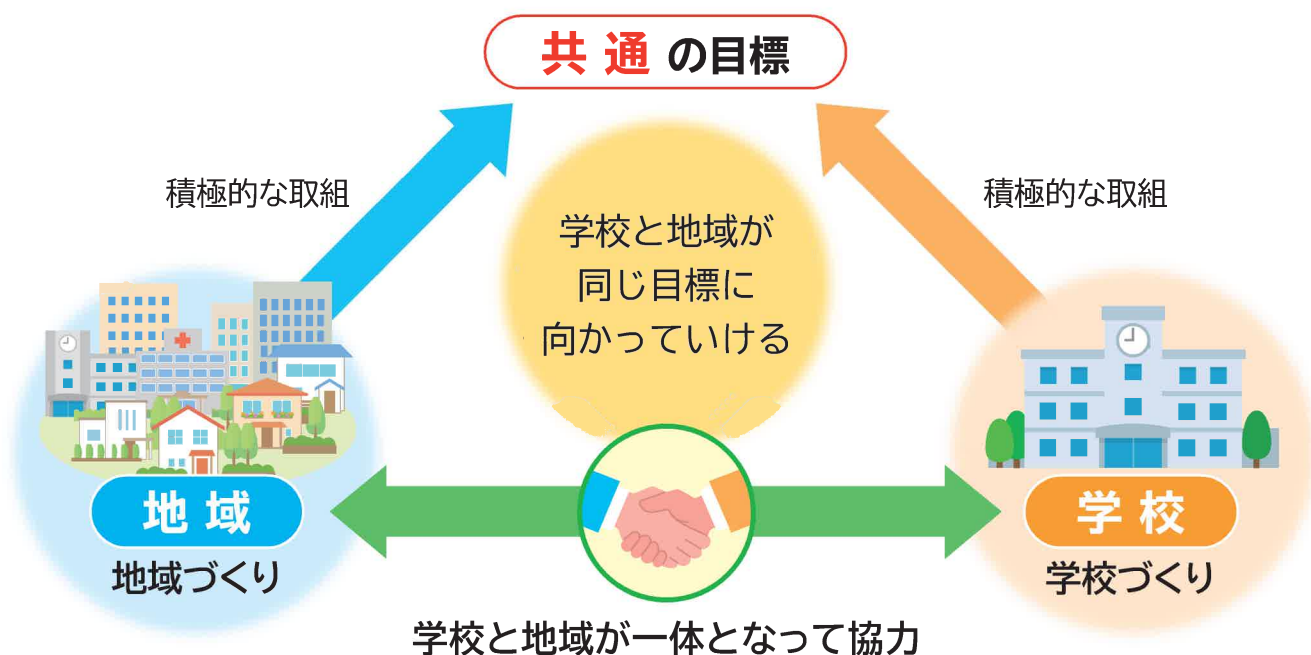 共通の目標
積極的な取組
積極的な取組
学校と地域が
同じ目標に
向かっていける
地域
地域づくり
学校
学校づくり
学校と地域が一体となって協力